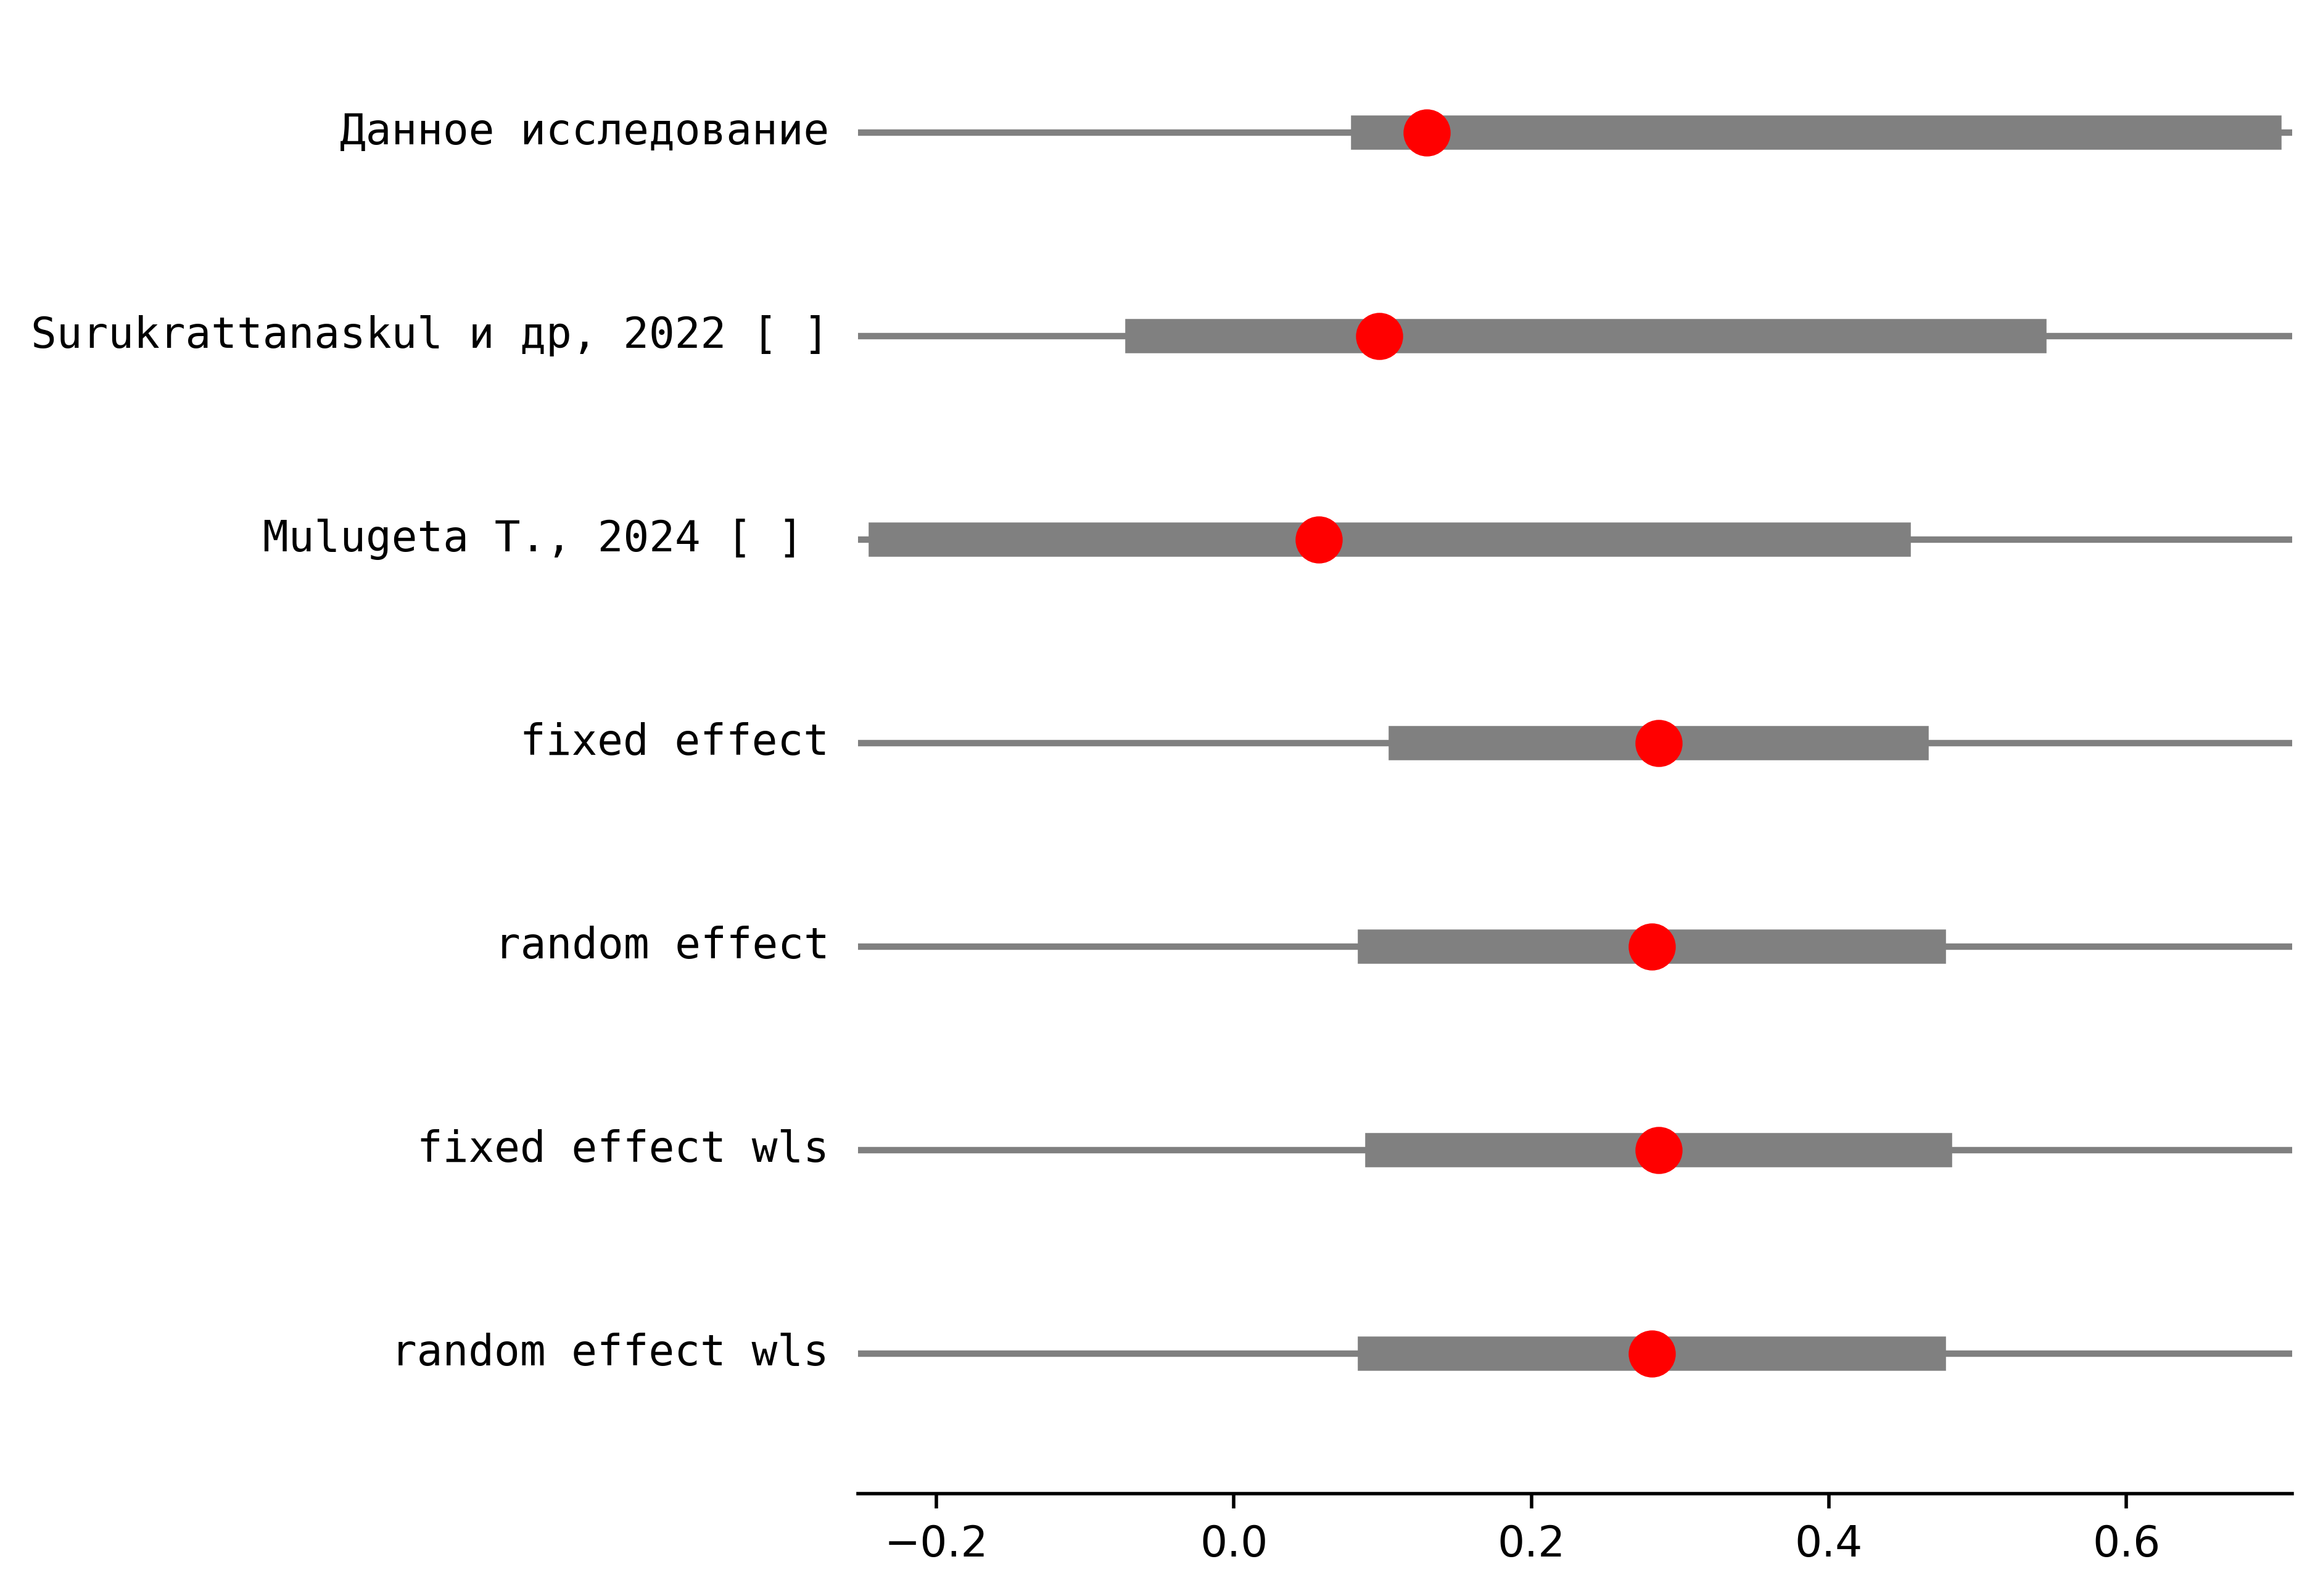 Данное исследование
Surukrattanaskul и др, 2022 [ ]
Mulugeta T., 2024 [ ]
fixed effect
random effect
fixed effect wls
random effect wls
−0.2 0.0 0.2 0.4 0.6